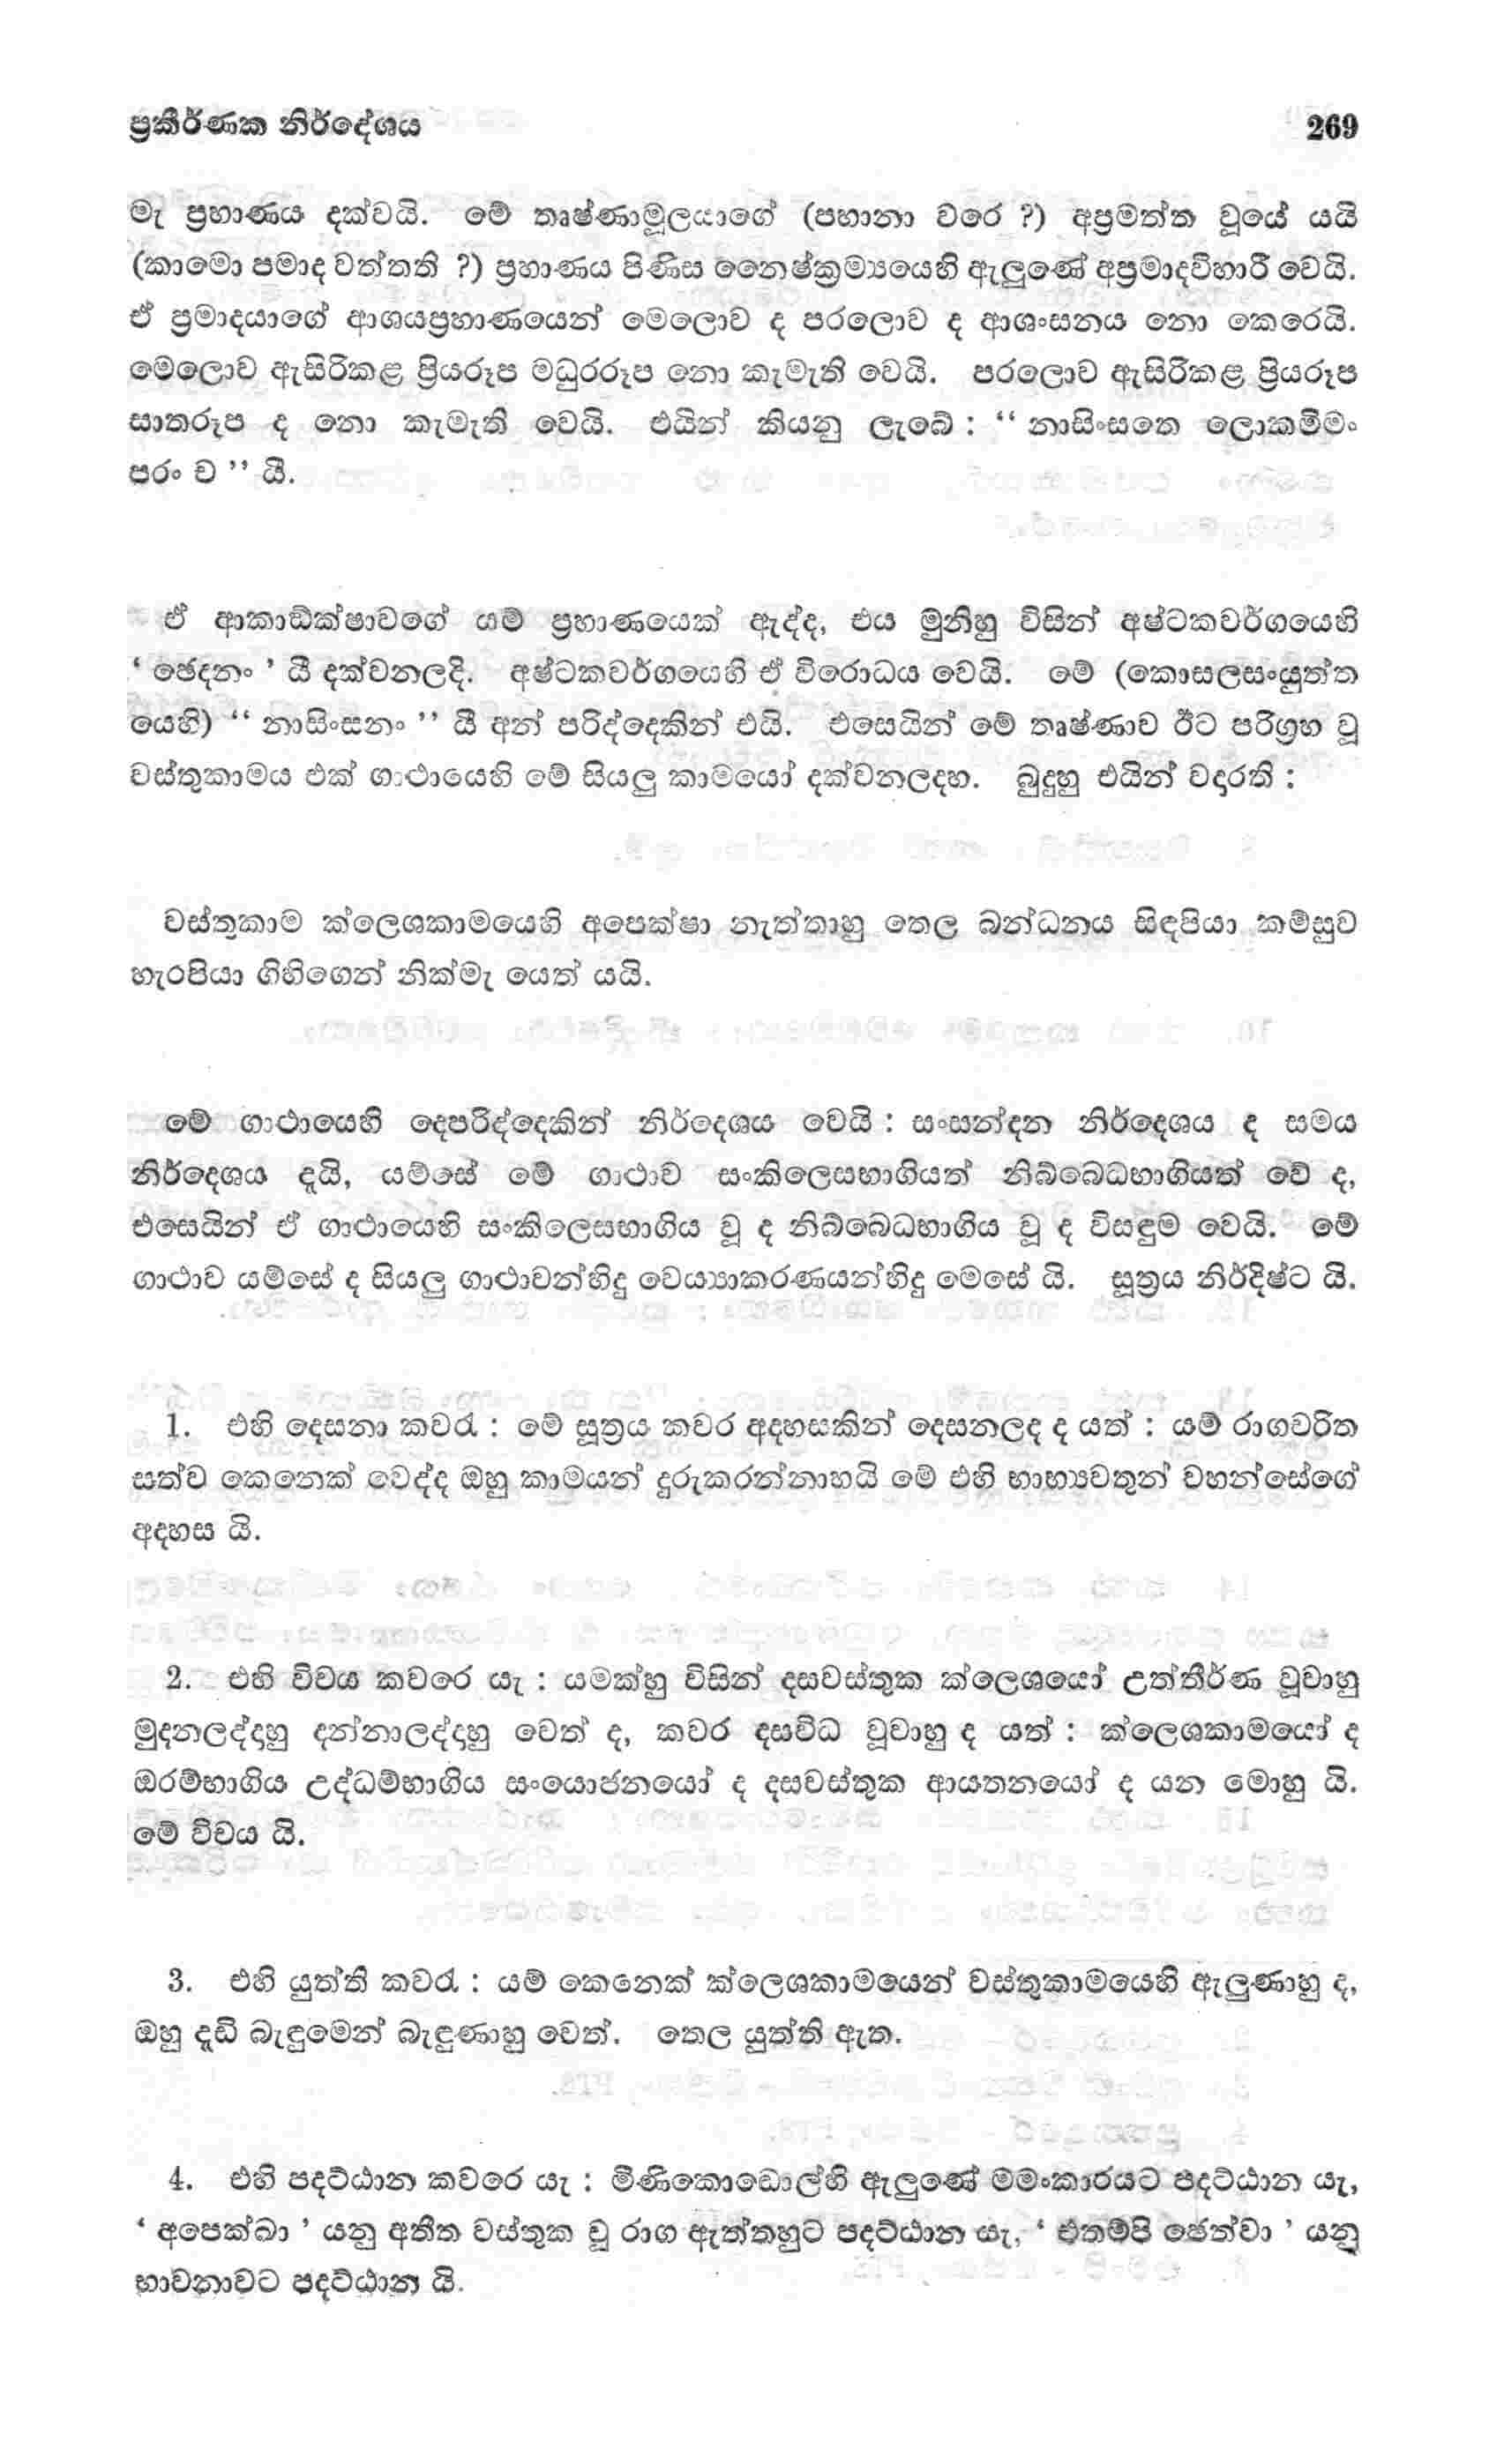 ප්‍රකීර්ණක නිර්දේශය 269
මැ ප්‍රහාණය දක්වයි. මේ තෘෂ්ණාමූලයාගේ (පහානා වරෙ ?) අප්‍රමත්ත වූයේ යයි
(කාමො පමාද වත්තති ?) ප්‍රහාණය පිණිස නෛෂ්ක්‍රම්‍යයෙහි ඇලුණේ අප්‍රමාදවිහාරී වෙයි.
ඒ ප්‍රමාදයාගේ ආශයප්‍රහාණයෙන් මෙලොව ද පරලොව ද ආශංසනය නො කෙරෙයි.
මෙලොව ඇසිරිකළ ප්‍රියරූප මධුරරූප නො කැමැති වෙයි. පරලොව ඇසිරිකළ ප්‍රියරූප
සාතරූප ද නො කැමැති වෙයි. එයින් කියනු ලැබේ : “ නාසිංසතෙ ලොකමිමං
පරං ච ” යී.
ඒ ආකාඞ්ක්ෂාවගේ යම් ප්‍රහාණයෙක් ඇද්ද, එය මුනිහු විසින් අෂ්ටකවර්ගයෙහි
‘ ඡෙදනං ’ යී දක්වනලදි. අෂ්ටකවර්ගයෙහි ඒ විරොධය වෙයි. මේ (කොසලසංයුත්ත
යෙහි) “ නාසිංසනං ” යී අන් පරිද්දෙකින් එයි. එසෙයින් මේ තෘෂ්ණාව ඊට පරිග්‍රහ වූ
වස්තුකාමය එක් ගාථායෙහි මේ සියලු කාමයෝ දක්වනලදහ. බුදුහු එයින් වදාරති :
වස්තුකාම ක්ලෙශකාමයෙහි අපෙක්ෂා නැත්තාහු තෙල බන්ධනය සිඳපියා කම්සුව
හැරපියා ගිහිගෙන් නික්මැ යෙත් යයි.
මේ ගාථායෙහි දෙපරිද්දෙකින් නිර්දෙශය වෙයි : සංසන්දන නිර්දෙශය ද සමය
නිර්දෙශය දැයි, යම්සේ මේ ගාථාව සංකිලෙසභාගියත් නිබ්බෙධභාගියත් වේ ද,
එසෙයින් ඒ ගාථායෙහි සංකිලෙසභාගිය වූ ද නිබ්බෙධභාගිය වූ ද විසඳුම වෙයි. මේ
ගාථාව යම්සේ ද සියලු ගාථාවන්හිදු වෙය්‍යාකරණයන්හිදු මෙසේ යි. සූත්‍රය නිර්දිෂ්ට යි.
1. එහි දෙසනා කවරැ : මේ සූත්‍රය කවර අදහසකින් දෙසනලද ද යත් : යම් රාගචරිත
සත්ව කෙනෙක් වෙද්ද ඔහු කාමයන් දුරුකරන්නාහයි මේ එහි භාභ්‍යවතුන් වහන්සේගේ
අදහස යි.
2. එහි විචය කවරෙ යැ : යමක්හු විසින් දසවස්තුක ක්ලෙශයෝ උත්තීර්ණ වූවාහු
මුදනලද්දාහු දන්නාලද්දාහු වෙත් ද, කවර දසවිධ වූවාහු ද යත් : ක්ලෙශකාමයෝ ද
ඔරම්භාගිය උද්ධම්භාගිය සංයොජනයෝ ද දසවස්තුක ආයතනයෝ ද යන මොහු යි.
මේ විචය යි.
3. එහි යුත්ති කවරැ : යම් කෙනෙක් ක්ලෙශකාමයෙන් වස්තුකාමයෙහි ඇලුණාහු ද,
ඔහු දැඩි බැඳුමෙන් බැඳුණාහු වෙත්. තෙල යුත්ති ඇත.
4. එහි පදට්ඨාන කවරෙ යැ : මිණිකොඬොල්හි ඇලුණේ මමංකාරයට පදට්ඨාන යැ,
‘ අපෙක්ඛා ’ යනු අතීත වස්තුක වූ රාග ඇත්තහුට පදට්ඨාන යැ, ‘ එතම්පි ඡෙත්වා ’ යනු
භාවනාවට පදට්ඨාන යි.